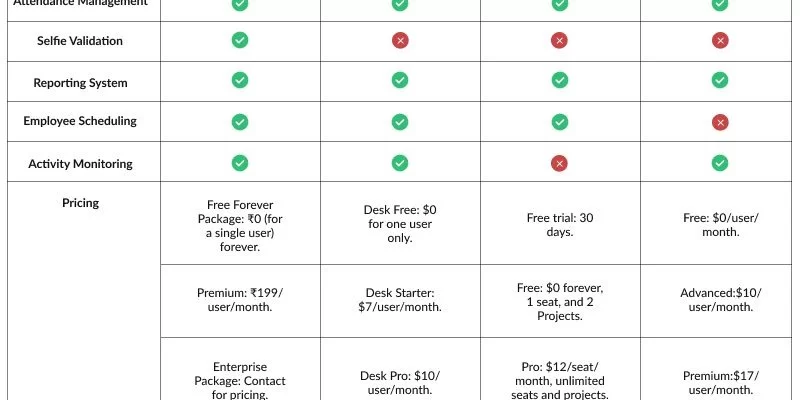 Attendance Management
Selfie Validation
Reporting System
Employee Scheduling
Activity Monitoring
Pricing
Free Forever
Package: ₹0 (for
a single user)
forever.
Desk Free: $0
for one user
only.
Free trial: 30
days.
Free: $0/user/
month.
Premium: ₹199/
user/month.
Desk Starter:
$7/user/month.
Free: $0 forever,
1 seat, and 2
Projects.
Advanced:$10/
user/month.
Enterprise
Package: Contact
for pricing.
Desk Pro: $10/
user/month.
Pro: $12/seat/
month, unlimited
seats and projects.
Premium:$17/
user/month.